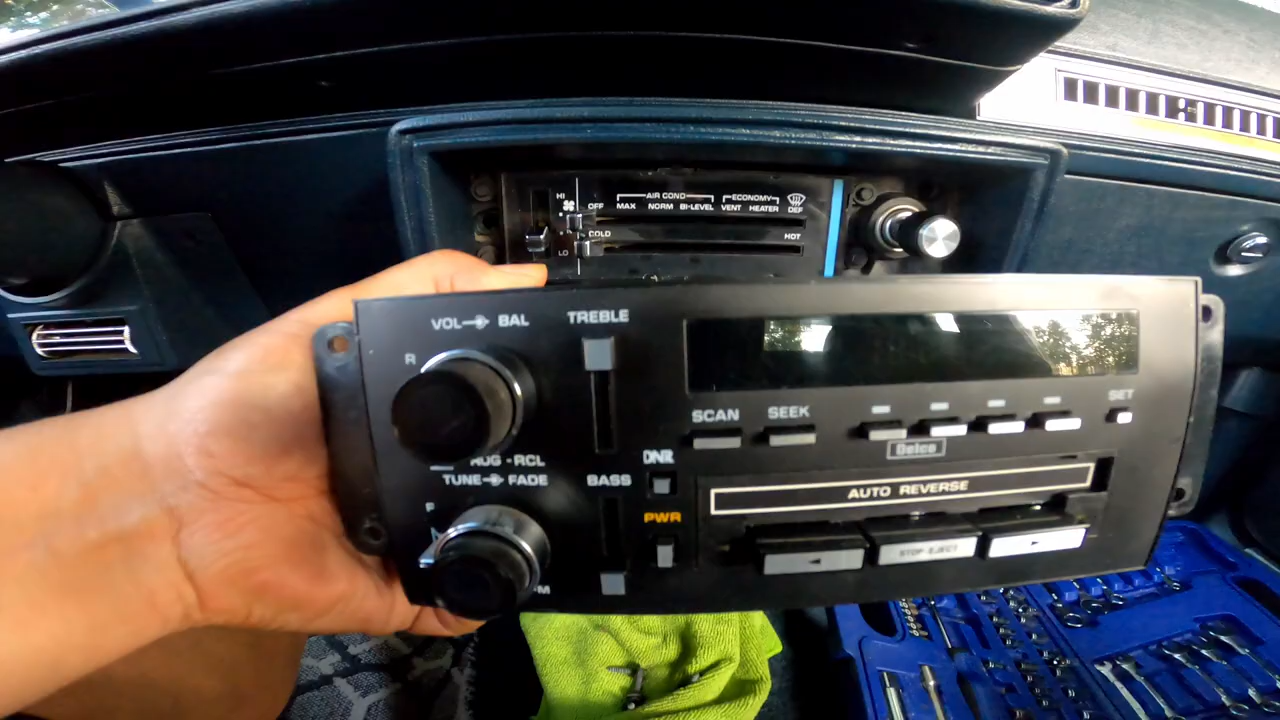 HI
AIR COND
ECONOMY
OFF MAX NORM BI-LEVEL VENT HEATER DEF
COLD HOT
LO
VOL BAL TREBLE
R
SCAN SEEK SET
RCL DNR
TUNE FADE BASS
Delco
F
AUTO REVERSE
PWR
STOP-EJECT